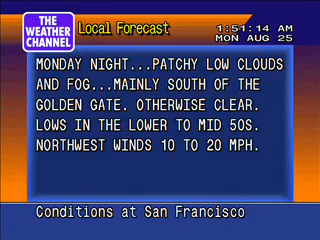 THE
WEATHER
CHANNEL
Local Forecast
1:51:14 AM
MON AUG 25
MONDAY NIGHT...PATCHY LOW CLOUDS
AND FOG...MAINLY SOUTH OF THE
GOLDEN GATE. OTHERWISE CLEAR.
LOWS IN THE LOWER TO MID 50S.
NORTHWEST WINDS 10 TO 20 MPH.
Conditions at San Francisco